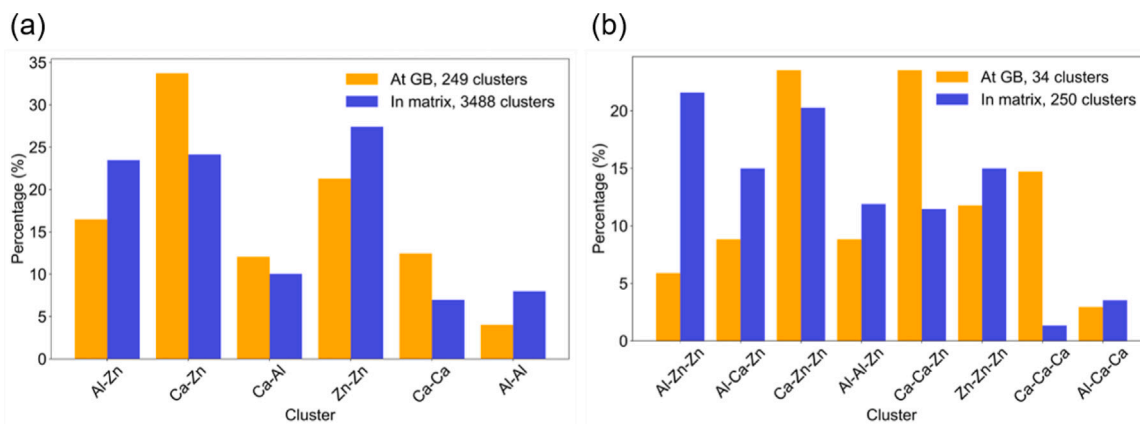 (a)
35
30
25
20
15
10
5
0
Percentage (%)
At GB, 249 clusters
In matrix, 3488 clusters
Al-Zn
Ca-Zn
Ca-Al
Zn-Zn
Ca-Ca
Al-Al
Cluster
(b)
20
15
10
5
0
Percentage (%)
At GB, 34 clusters
In matrix, 250 clusters
Al-Zn-Zn
Al-Ca-Zn
Ca-Zn-Zn
Al-Al-Zn
Ca-Ca-Zn
Zn-Zn-Zn
Ca-Ca-Ca
Al-Ca-Ca
Cluster